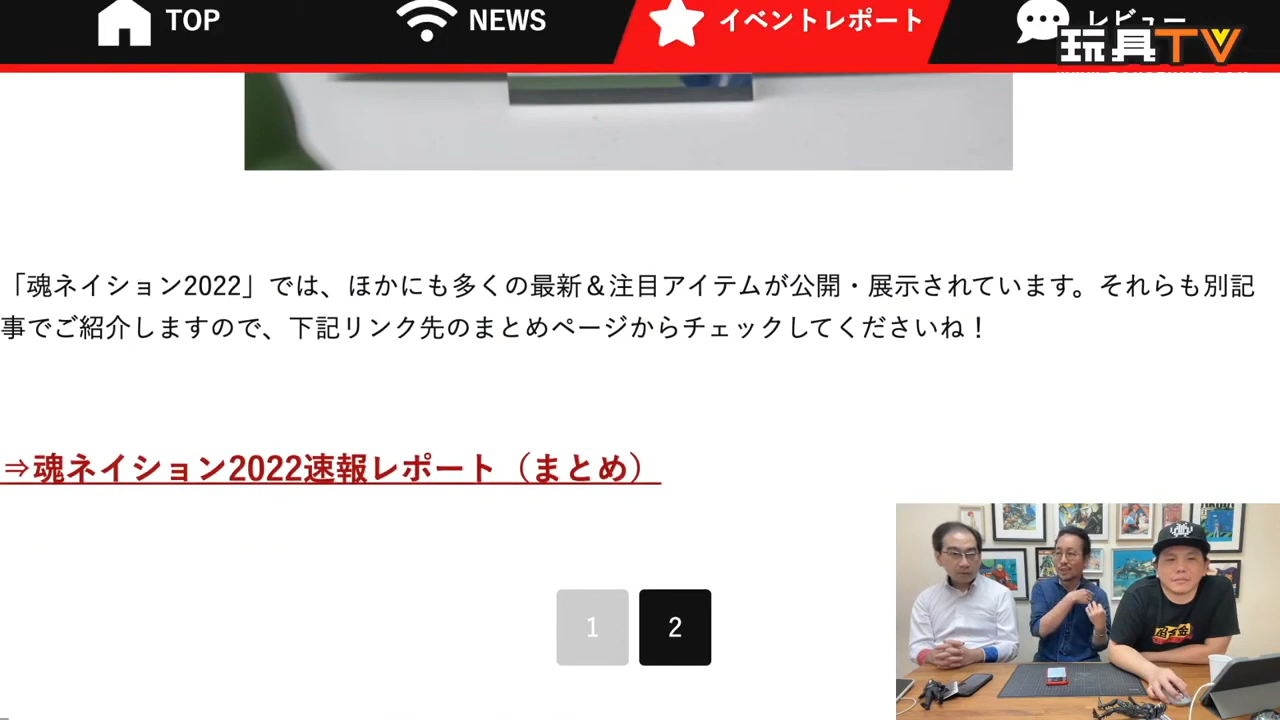 TOP
NEWS
イベントレポート
レビュー
玩具TV
「魂ネイション2022」では、ほかにも多くの最新＆注目アイテムが公開・展示されています。それらも別記
事でご紹介しますので、下記リンク先のまとめページからチェックしてくださいね！
⇒魂ネイション2022速報レポート（まとめ）
1
2